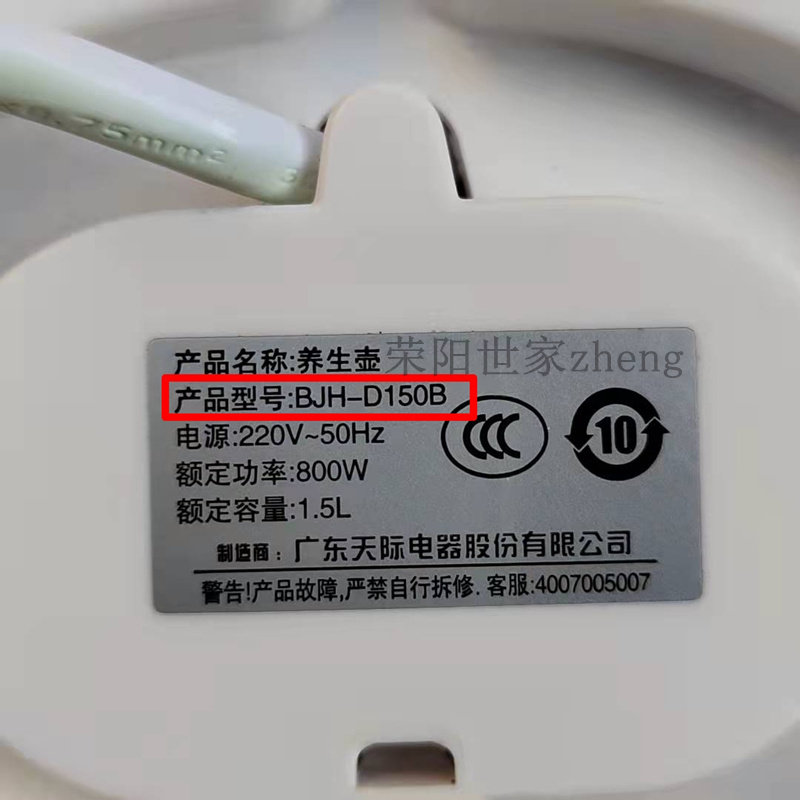 .75mm²
产品名称:养生壶
荣阳世家zheng
产品型号:BJH-D150B
电源:220V~50Hz
CCC
10
额定功率:800W
额定容量:1.5L
制造商：广东天际电器股份有限公司
警告!产品故障,严禁自行拆修. 客服:4007005007